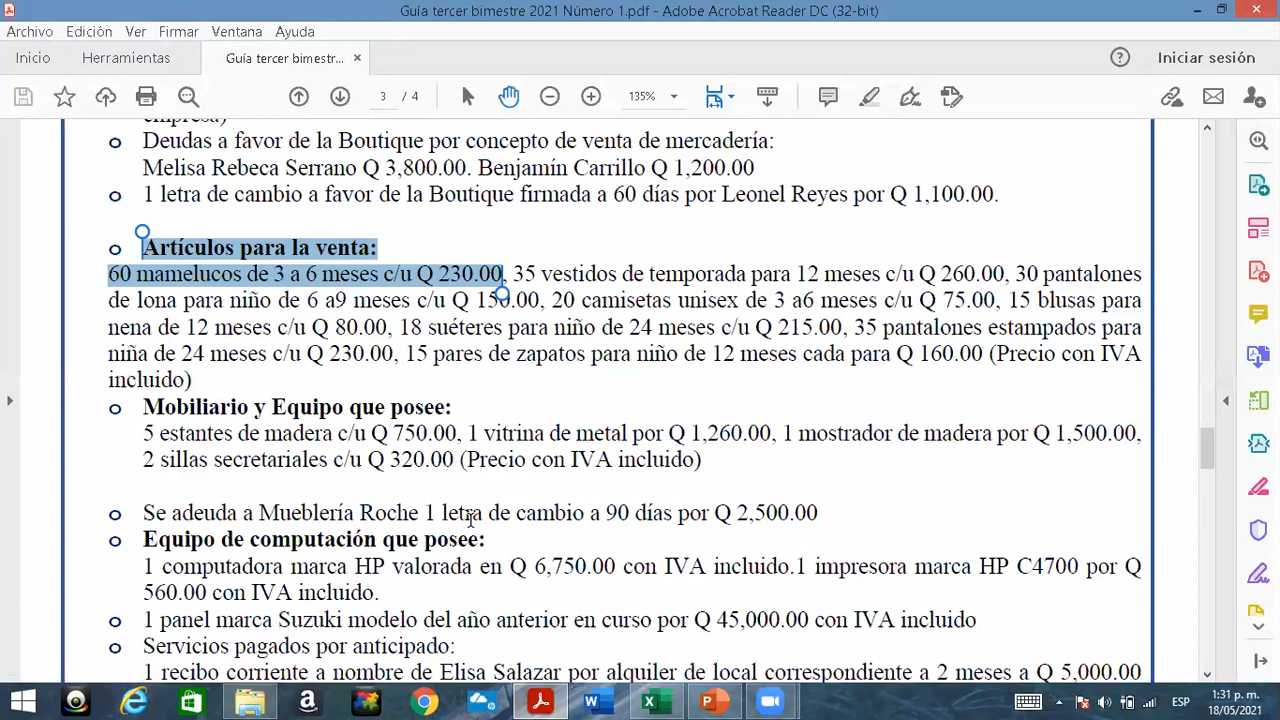 Guía tercer bimestre 2021 Número 1.pdf - Adobe Acrobat Reader DC (32-bit)
Archivo Edición Ver Firmar Ventana Ayuda
Inicio Herramientas Guía tercer bimestr... × Iniciar sesión
3 / 4 135%
empresa)
o Deudas a favor de la Boutique por concepto de venta de mercadería:
Melisa Rebeca Serrano Q 3,800.00. Benjamín Carrillo Q 1,200.00
o 1 letra de cambio a favor de la Boutique firmada a 60 días por Leonel Reyes por Q 1,100.00.
o Artículos para la venta:
60 mamelucos de 3 a 6 meses c/u Q 230.00, 35 vestidos de temporada para 12 meses c/u Q 260.00, 30 pantalones
de lona para niño de 6 a9 meses c/u Q 150.00, 20 camisetas unisex de 3 a6 meses c/u Q 75.00, 15 blusas para
nena de 12 meses c/u Q 80.00, 18 suéteres para niño de 24 meses c/u Q 215.00, 35 pantalones estampados para
niña de 24 meses c/u Q 230.00, 15 pares de zapatos para niño de 12 meses cada para Q 160.00 (Precio con IVA
incluido)
o Mobiliario y Equipo que posee:
5 estantes de madera c/u Q 750.00, 1 vitrina de metal por Q 1,260.00, 1 mostrador de madera por Q 1,500.00,
2 sillas secretariales c/u Q 320.00 (Precio con IVA incluido)
o Se adeuda a Mueblería Roche 1 letra de cambio a 90 días por Q 2,500.00
o Equipo de computación que posee:
1 computadora marca HP valorada en Q 6,750.00 con IVA incluido.1 impresora marca HP C4700 por Q
560.00 con IVA incluido.
o 1 panel marca Suzuki modelo del año anterior en curso por Q 45,000.00 con IVA incluido
o Servicios pagados por anticipado:
1 recibo corriente a nombre de Elisa Salazar por alquiler de local correspondiente a 2 meses a Q 5,000.00
ESP 1:31 p. m.
18/05/2021